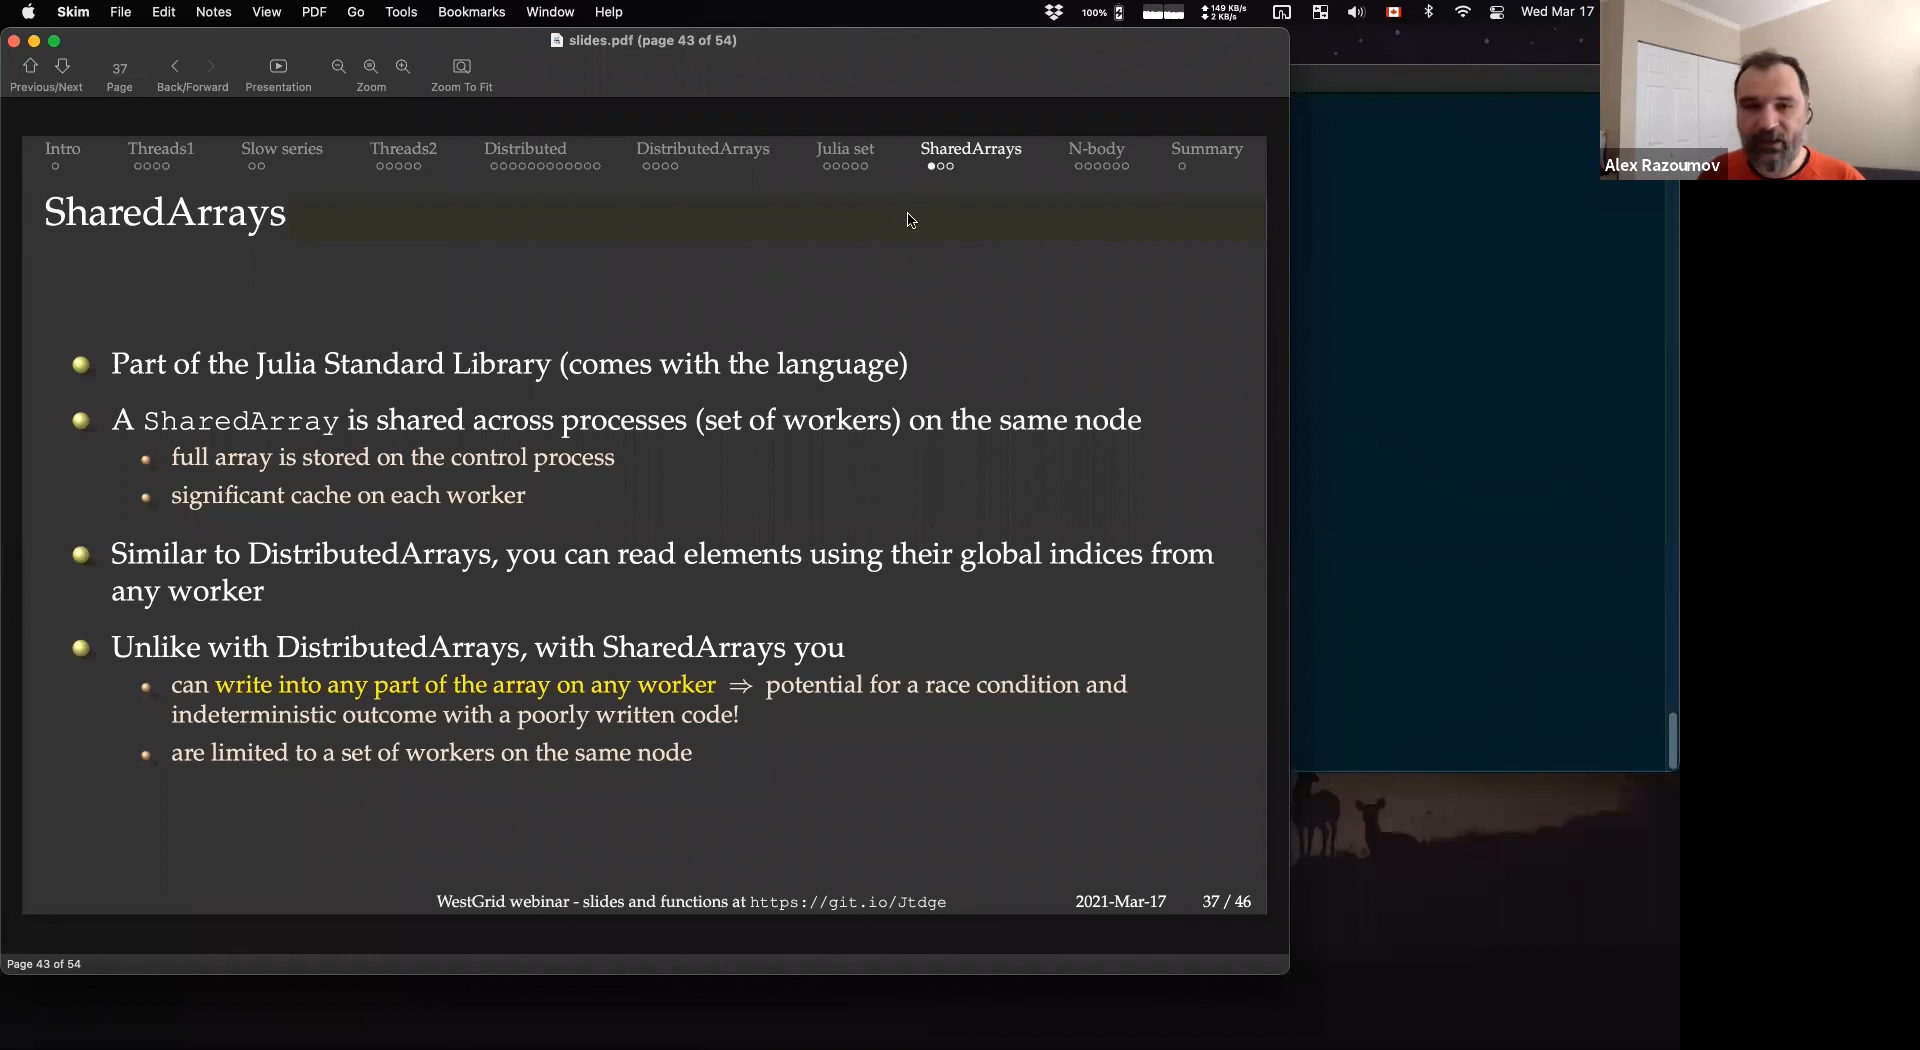 Skim File Edit Notes View PDF Go Tools Bookmarks Window Help 100% 149 KB/s 2 KB/s Wed Mar 17
slides.pdf (page 43 of 54)
37
Previous/Next Page Back/Forward Presentation Zoom Zoom To Fit
Alex Razoumov
Intro Threads1 Slow series Threads2 Distributed DistributedArrays Julia set SharedArrays N-body Summary
SharedArrays
Part of the Julia Standard Library (comes with the language)
A SharedArray is shared across processes (set of workers) on the same node
full array is stored on the control process
significant cache on each worker
Similar to DistributedArrays, you can read elements using their global indices from
any worker
Unlike with DistributedArrays, with SharedArrays you
can write into any part of the array on any worker ⇒ potential for a race condition and
indeterministic outcome with a poorly written code!
are limited to a set of workers on the same node
WestGrid webinar - slides and functions at https://git.io/Jtdge 2021-Mar-17 37 / 46
Page 43 of 54